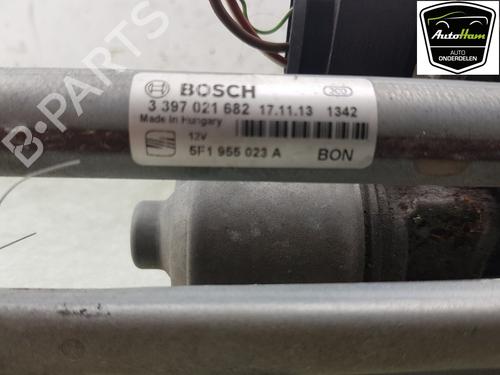 AutoHam
AUTO
ONDERDELEN
BOSCH
3 397 021 682 17.11.13 1342
Made in Hungary
12V
5F1 955 023 A BON
B-PARTS